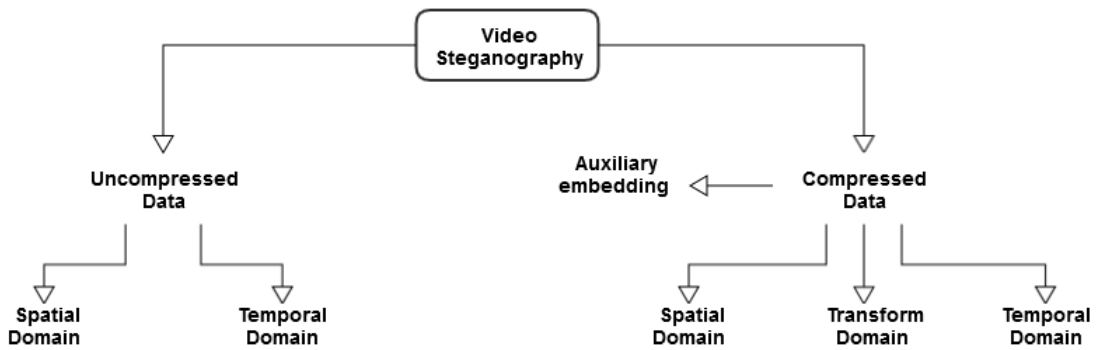 Video
Steganography
Uncompressed
Data
Auxiliary
embedding
Compressed
Data
Spatial
Domain
Temporal
Domain
Spatial
Domain
Transform
Domain
Temporal
Domain